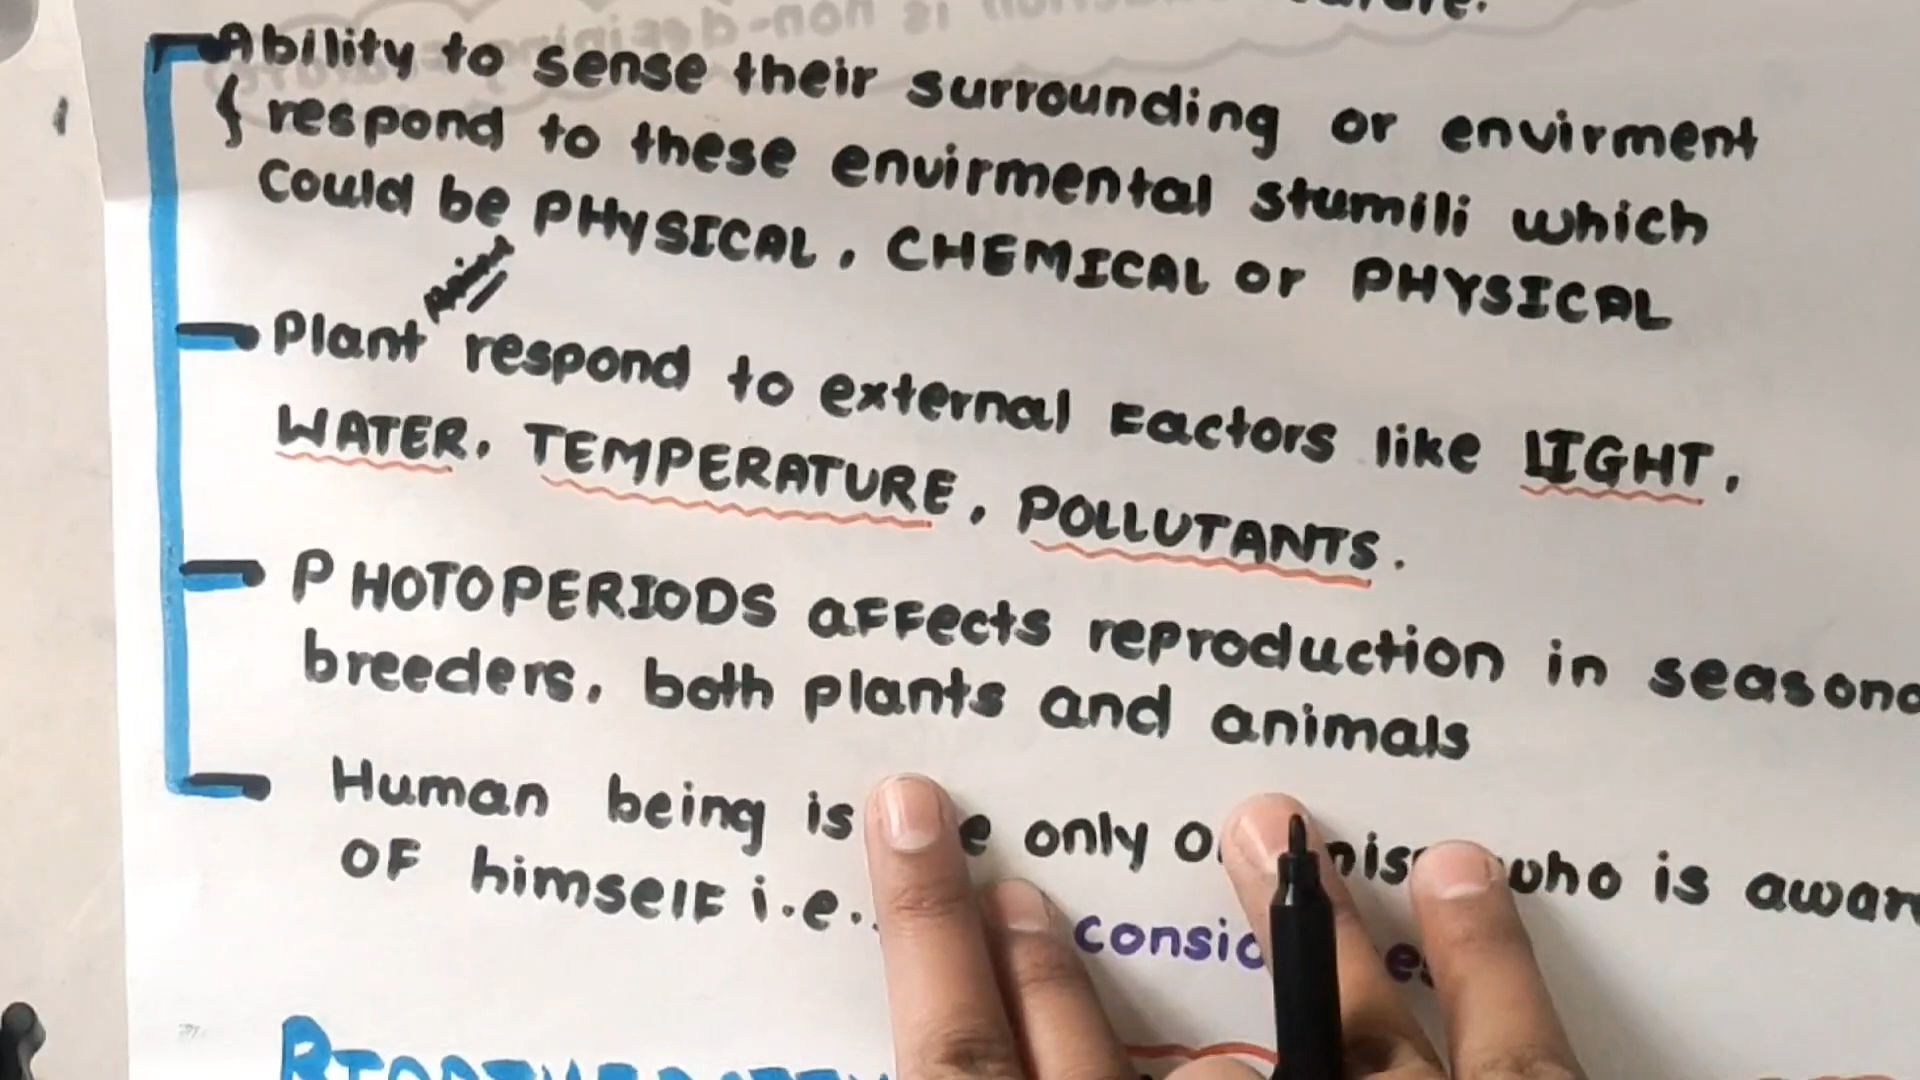 Ability to sense their surrounding or envirment
{ respond to these envirmental stumili which
Could be PHYSICAL, CHEMICAL or PHYSICAL
Plant respond to external Factors like LIGHT,
WATER, TEMPERATURE, POLLUTANTS.
PHOTOPERIODS aFFects reproduction in
breeders, both plants and animals
Human being is only who is
OF himselF i.e.